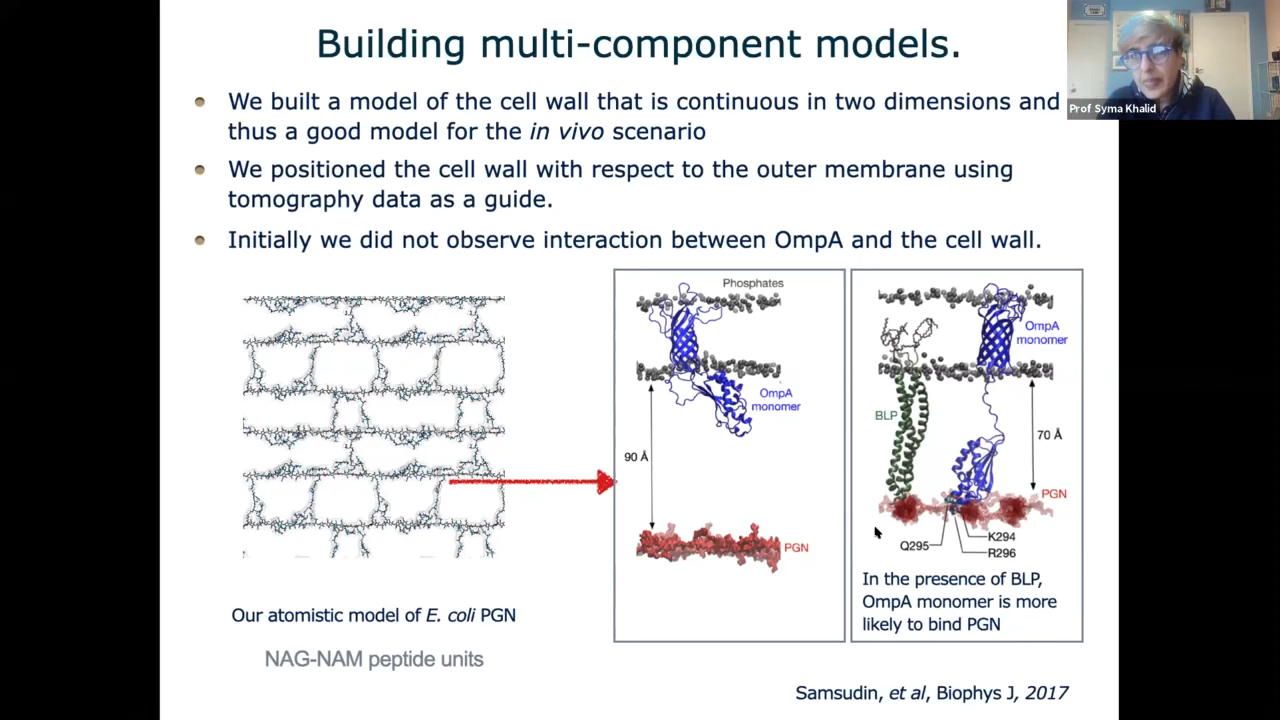 Building multi-component models.
Prof Syma Khalid
We built a model of the cell wall that is continuous in two dimensions and
thus a good model for the in vivo scenario
We positioned the cell wall with respect to the outer membrane using
tomography data as a guide.
Initially we did not observe interaction between OmpA and the cell wall.
Our atomistic model of E. coli PGN
NAG-NAM peptide units
Phosphates
OmpA
monomer
90 Å
PGN
OmpA
monomer
BLP
70 Å
PGN
Q295
K294
R296
In the presence of BLP,
OmpA monomer is more
likely to bind PGN
Samsudin, et al, Biophys J, 2017